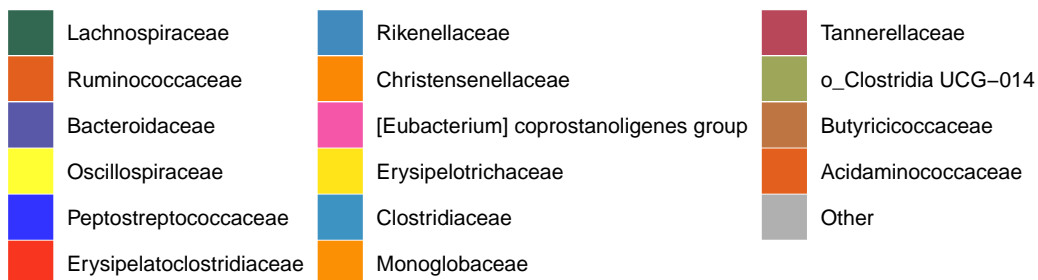 Lachnospiraceae
Ruminococcaceae
Bacteroidaceae
Oscillospiraceae
Peptostreptococcaceae
Erysipelatoclostridiaceae
Rikenellaceae
Christensenellaceae
[Eubacterium] coprostanoligenes group
Erysipelotrichaceae
Clostridiaceae
Monoglobaceae
Tannerellaceae
o_Clostridia UCG−014
Butyricicoccaceae
Acidaminococcaceae
Other